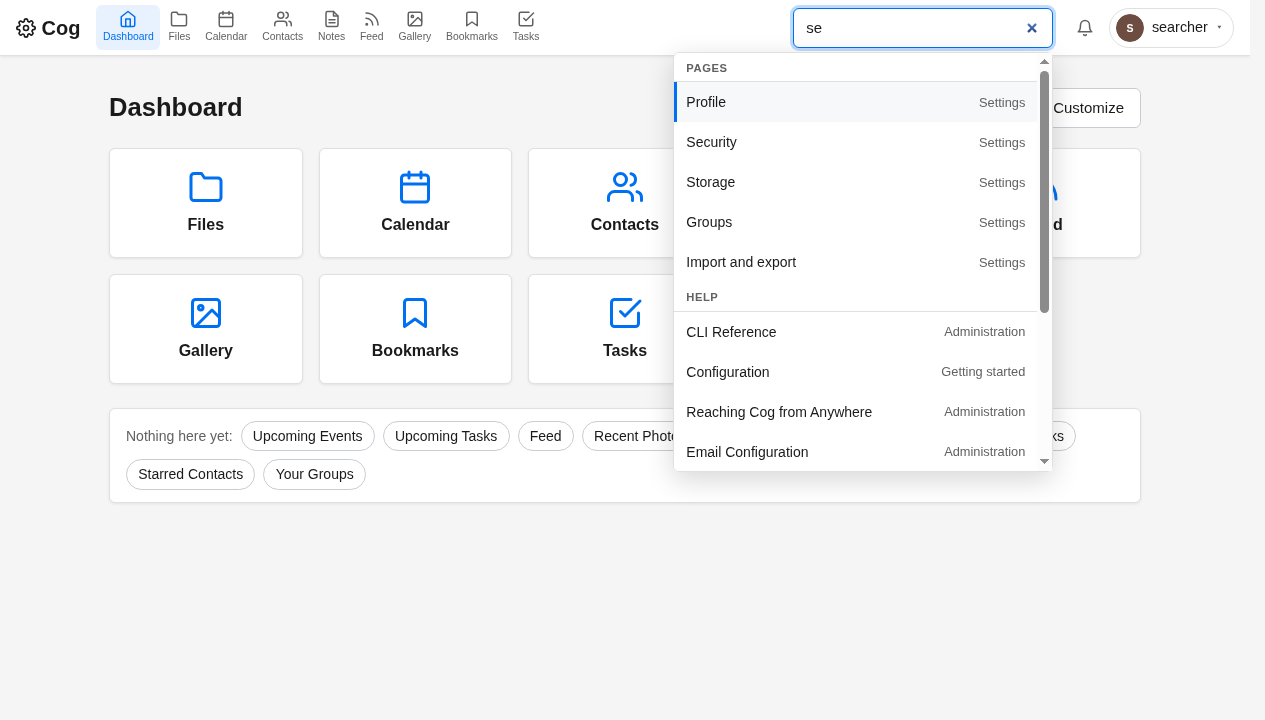 Cog
Dashboard
Files
Calendar
Contacts
Notes
Feed
Gallery
Bookmarks
Tasks
se
S
searcher
Dashboard
Customize
PAGES
Profile Settings
Security Settings
Storage Settings
Groups Settings
Import and export Settings
HELP
CLI Reference Administration
Configuration Getting started
Reaching Cog from Anywhere Administration
Email Configuration Administration
Files
Calendar
Contacts
d
Gallery
Bookmarks
Tasks
Nothing here yet: Upcoming Events Upcoming Tasks Feed Recent Phot ks
Starred Contacts Your Groups